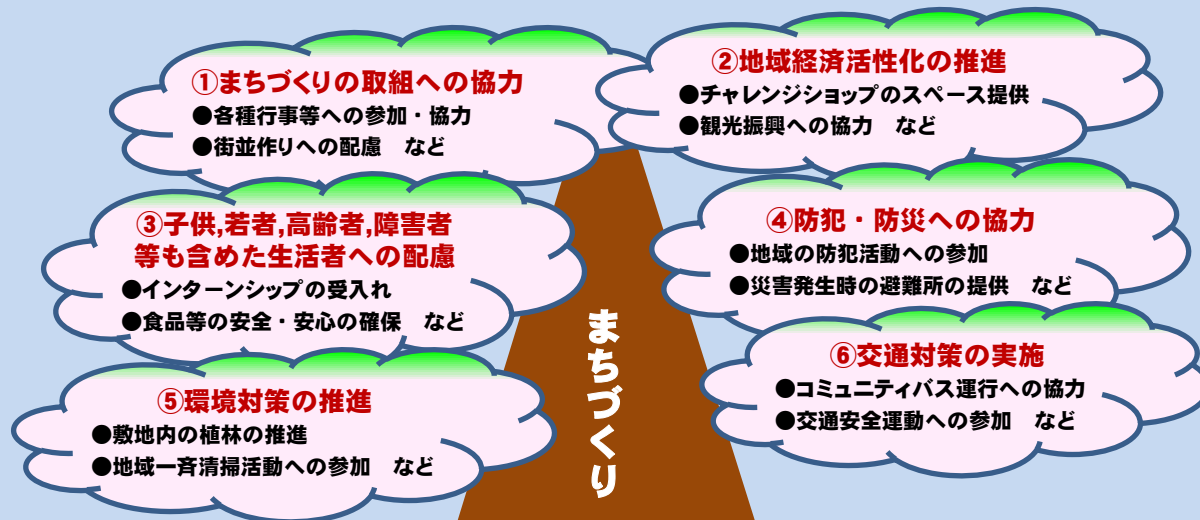 ①まちづくりの取組への協力
●各種行事等への参加・協力
●街並作りへの配慮　など
②地域経済活性化の推進
●チャレンジショップのスペース提供
●観光振興への協力　など
③子供,若者,高齢者,障害者
等も含めた生活者への配慮
●インターンシップの受入れ
●食品等の安全・安心の確保　など
④防犯・防災への協力
●地域の防犯活動への参加
●災害発生時の避難所の提供　など
⑤環境対策の推進
●敷地内の植林の推進
●地域一斉清掃活動への参加　など
⑥交通対策の実施
●コミュニティバス運行への協力
●交通安全運動への参加　など
まちづくり